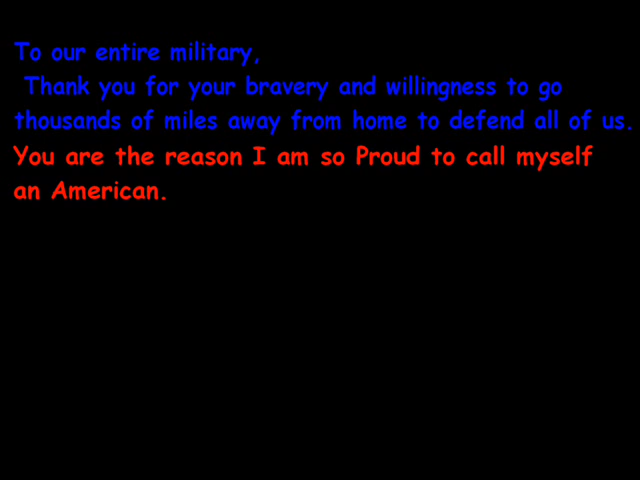 To our entire military,
Thank you for your bravery and willingness to go
thousands of miles away from home to defend all of us.
You are the reason I am so Proud to call myself
an American.